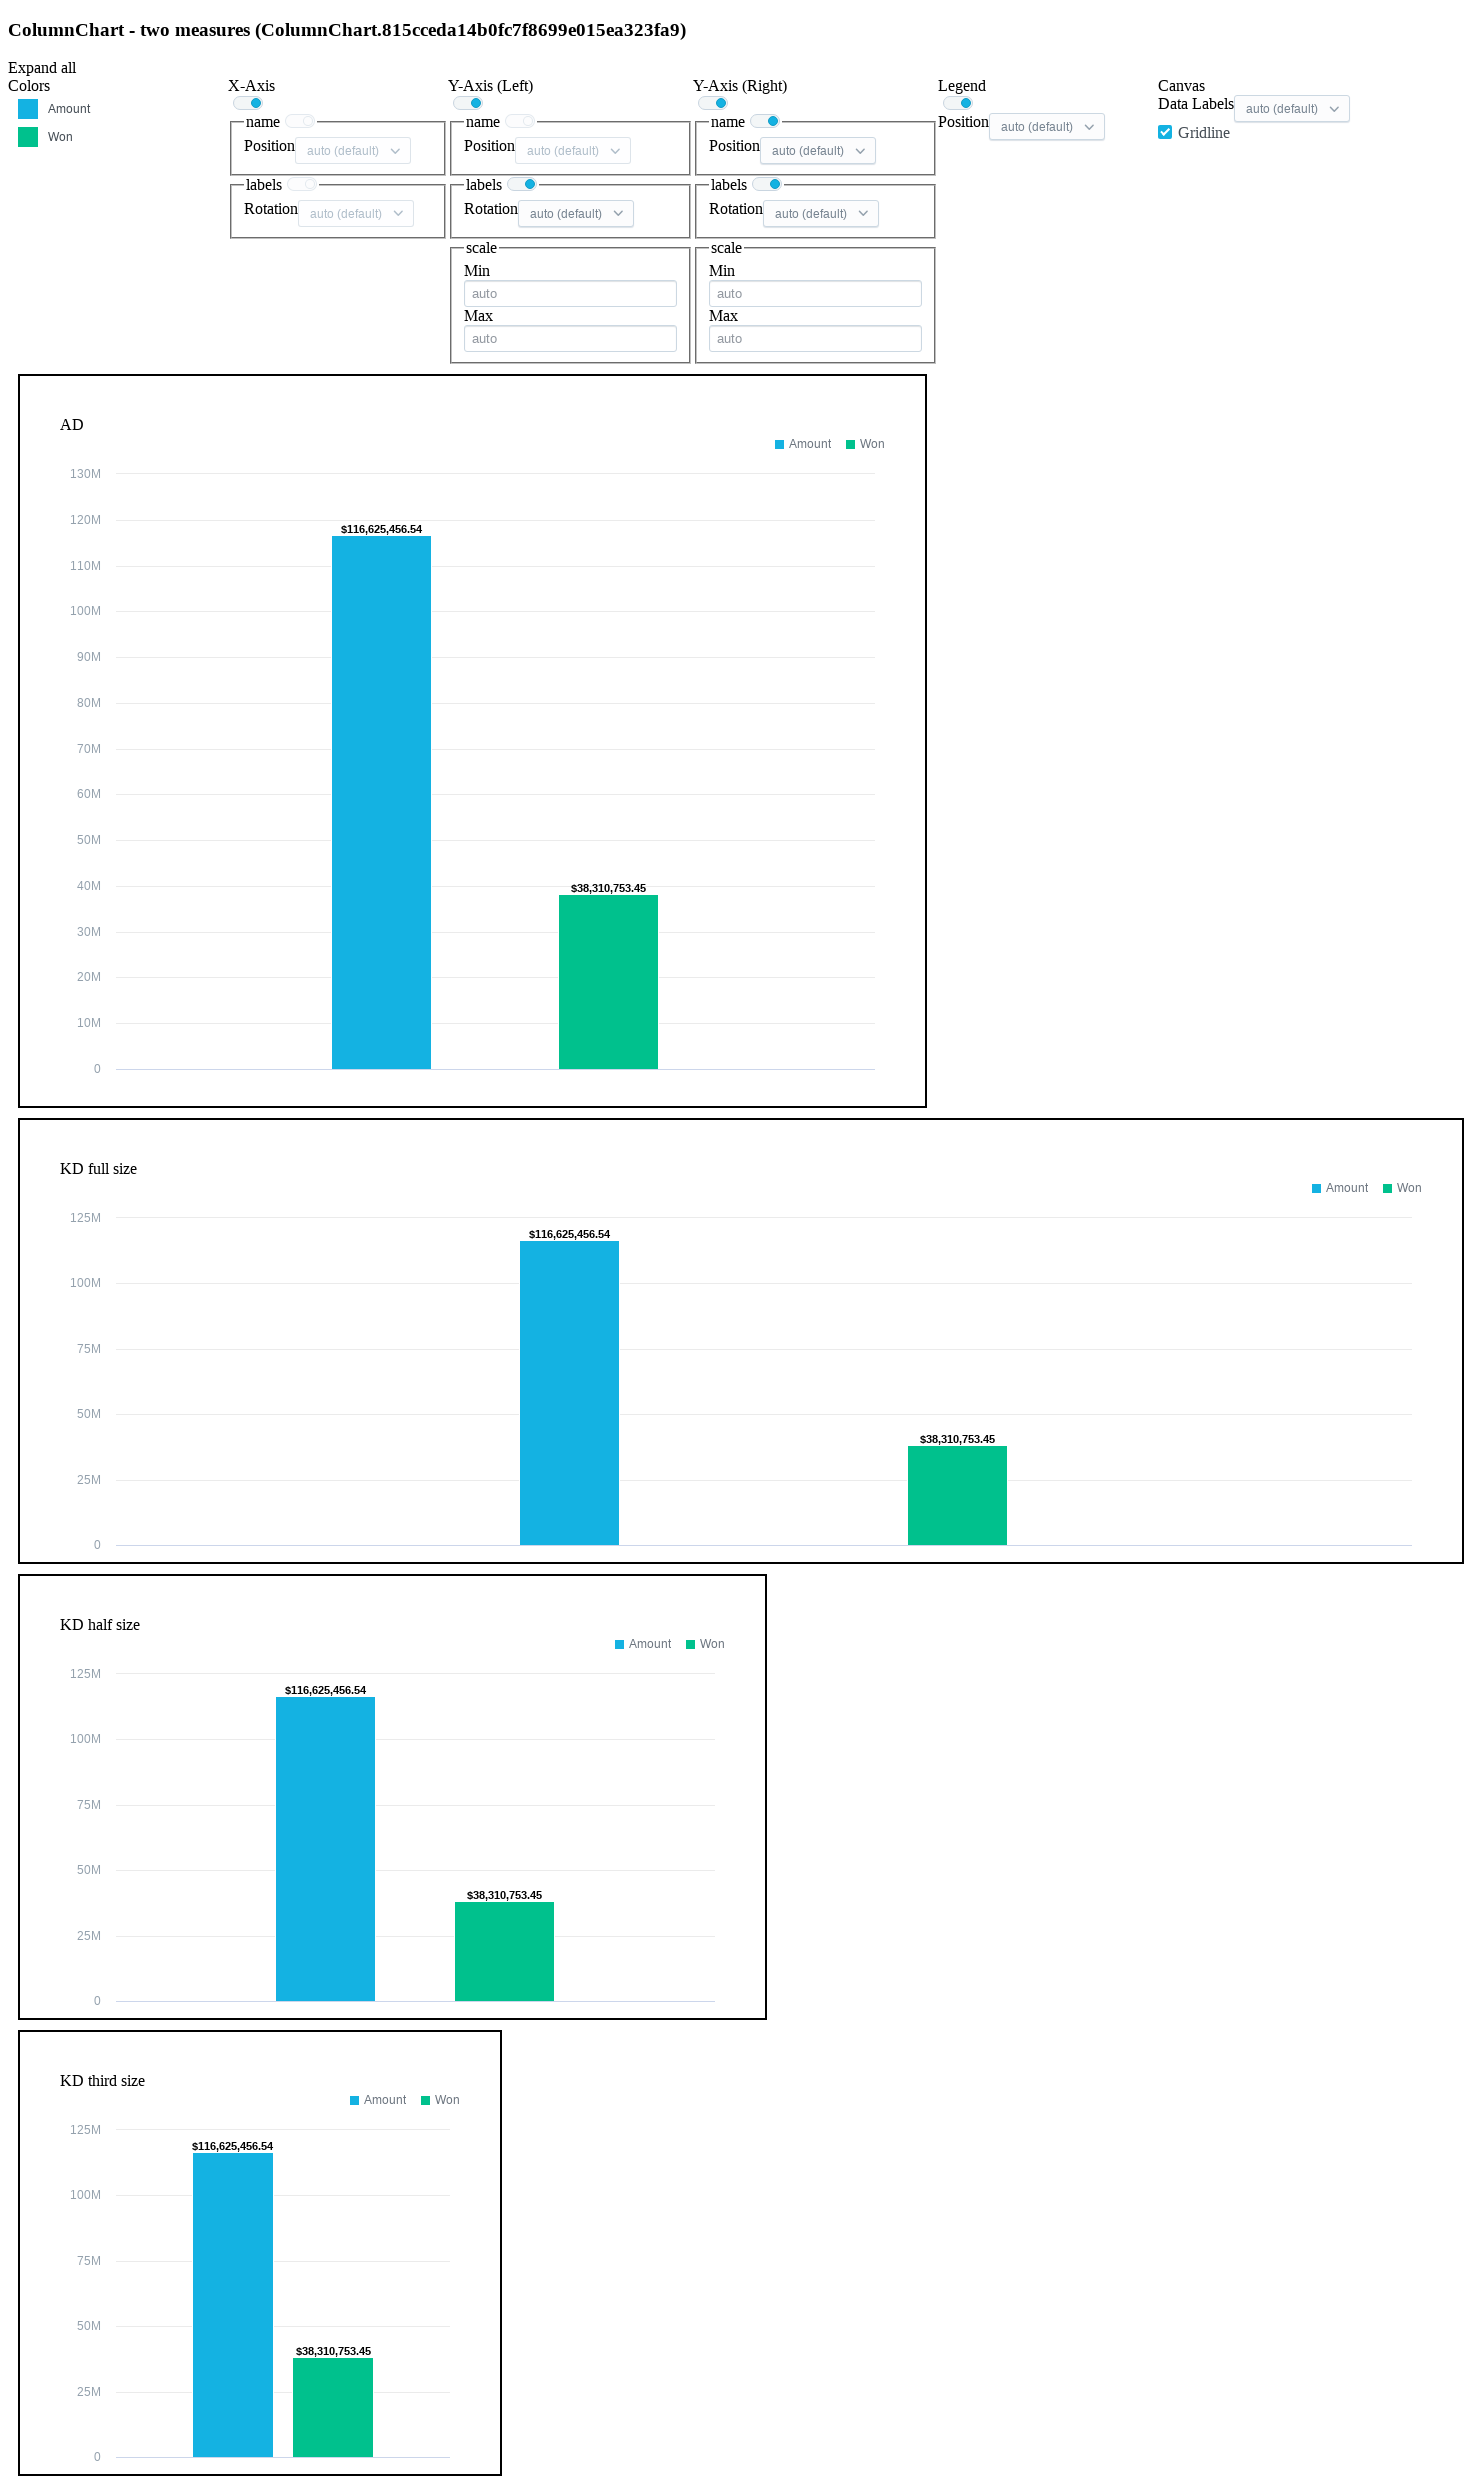 ColumnChart - two measures (ColumnChart.815cceda14b0fc7f8699e015ea323fa9)
Expand all
Colors
Amount
Won
X-Axis
name
Position auto (default)
labels
Rotation auto (default)
Y-Axis (Left)
name
Position auto (default)
labels
Rotation auto (default)
scale
Min
auto
Max
auto
Y-Axis (Right)
name
Position auto (default)
labels
Rotation auto (default)
scale
Min
auto
Max
auto
Legend
Position auto (default)
Canvas
Data Labels auto (default)
Gridline
AD
Amount Won
130M
120M
$116,625,456.54
110M
100M
90M
80M
70M
60M
50M
40M
$38,310,753.45
30M
20M
10M
0
KD full size
Amount Won
125M
$116,625,456.54
100M
75M
50M
$38,310,753.45
25M
0
KD half size
Amount Won
125M
$116,625,456.54
100M
75M
50M
$38,310,753.45
25M
0
KD third size
Amount Won
125M
$116,625,456.54
100M
75M
50M
$38,310,753.45
25M
0